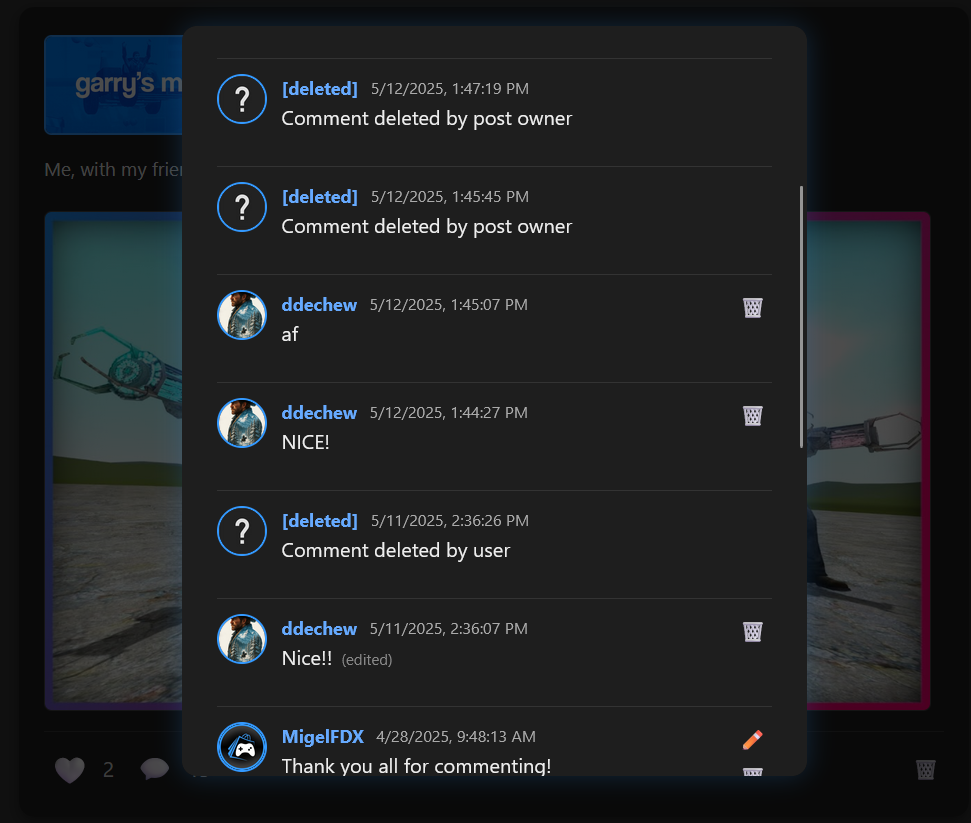 garry's m
Me, with my frie
?
[deleted] 5/12/2025, 1:47:19 PM
Comment deleted by post owner
?
[deleted] 5/12/2025, 1:45:45 PM
Comment deleted by post owner
ddechew 5/12/2025, 1:45:07 PM
af
ddechew 5/12/2025, 1:44:27 PM
NICE!
?
[deleted] 5/11/2025, 2:36:26 PM
Comment deleted by user
ddechew 5/11/2025, 2:36:07 PM
Nice!! (edited)
MigelFDX 4/28/2025, 9:48:13 AM
Thank you all for commenting!
2